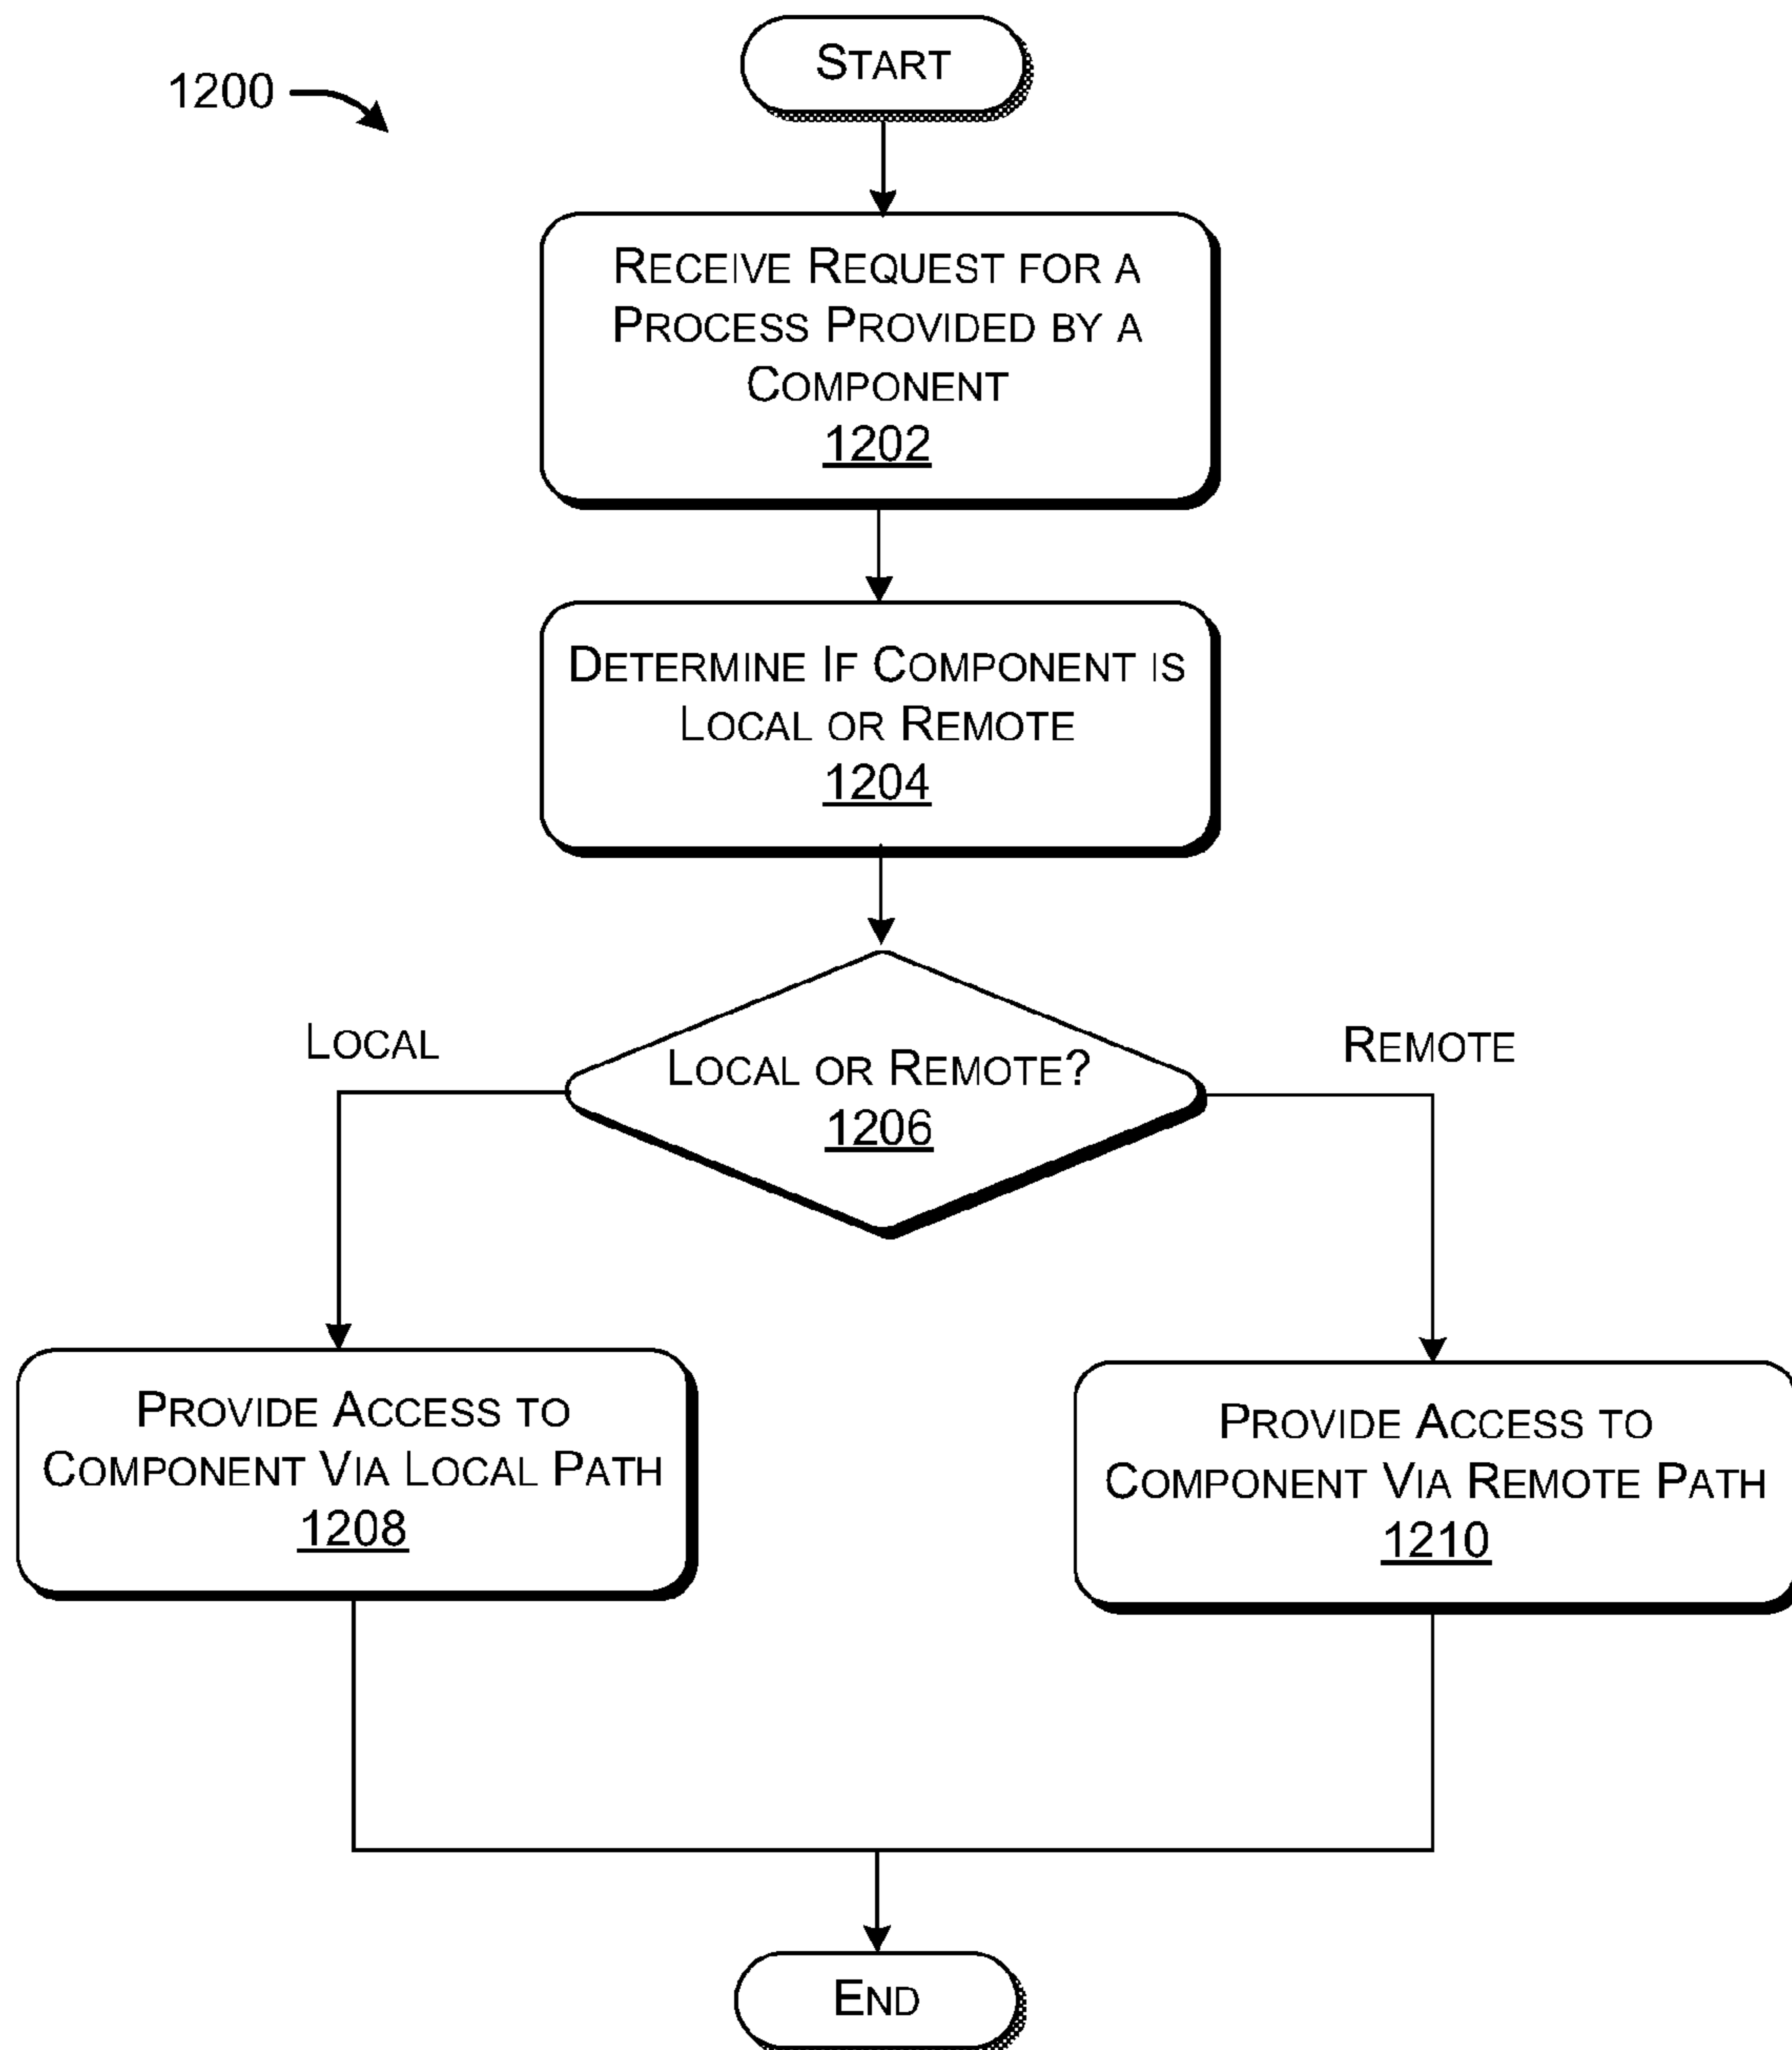 START
1200
RECEIVE REQUEST FOR A
PROCESS PROVIDED BY A
COMPONENT
1202
DETERMINE IF COMPONENT IS
LOCAL OR REMOTE
1204
LOCAL
REMOTE
LOCAL OR REMOTE?
1206
PROVIDE ACCESS TO
COMPONENT VIA LOCAL PATH
1208
PROVIDE ACCESS TO
COMPONENT VIA REMOTE PATH
1210
END